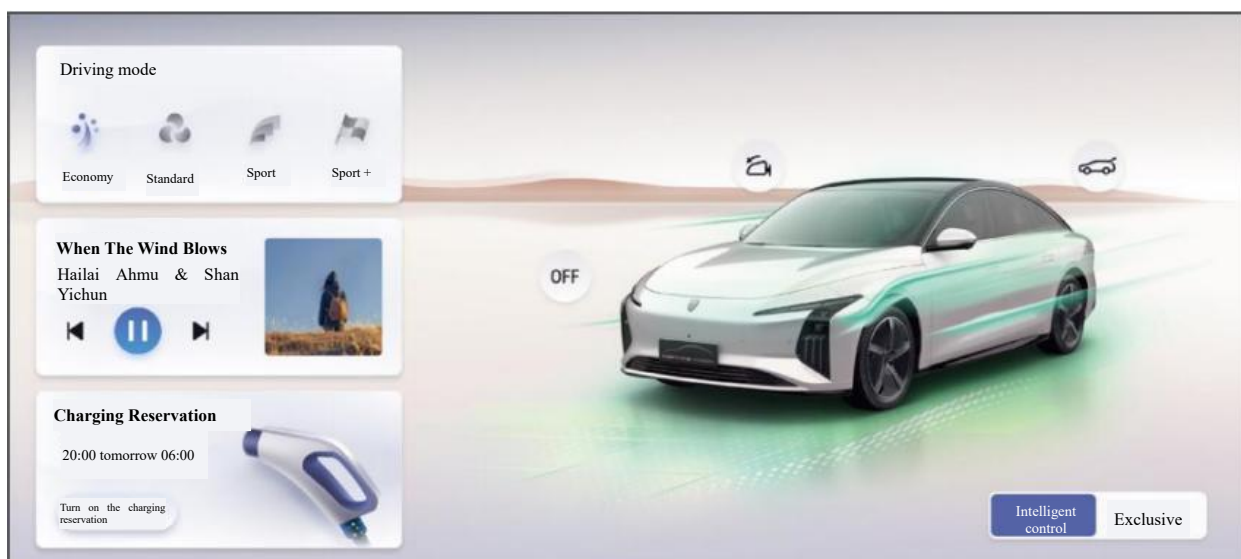 Driving mode
Economy
Standard
Sport
Sport +
When The Wind Blows
Hailai Ahmu & Shan
Yichun
OFF
Charging Reservation
20:00 tomorrow 06:00
Turn on the charging
reservation
Intelligent
control
Exclusive